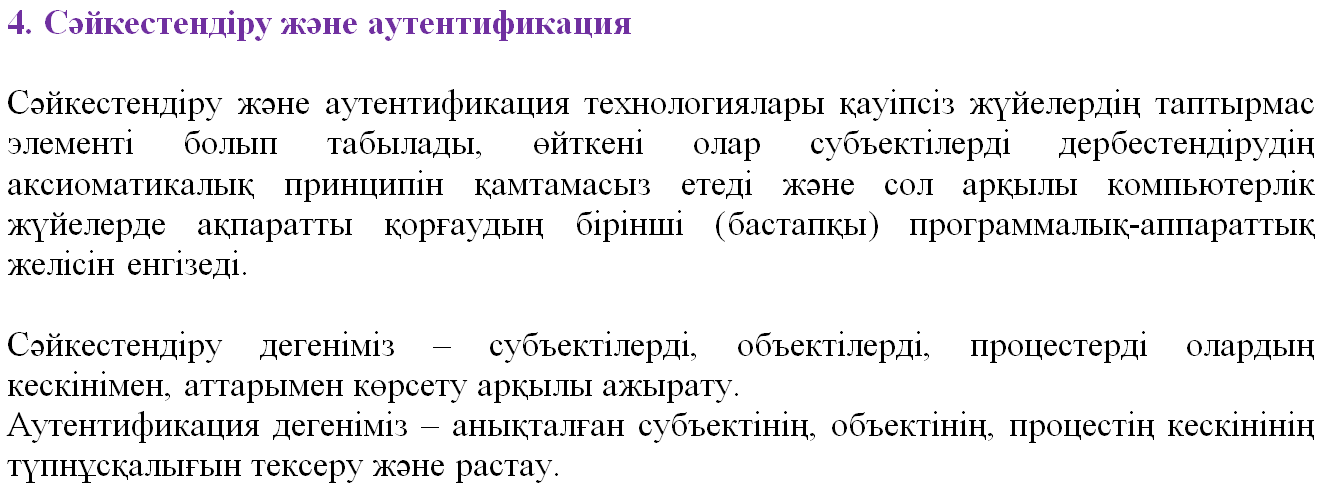 4. Сәйкестендіру және аутентификация
Сәйкестендіру және аутентификация технологиялары қауіпсіз жүйелердің таптырмас
элементі болып табылады, өйткені олар субъектілерді дербестендірудің
аксиоматикалық принципін қамтамасыз етеді және сол арқылы компьютерлік
жүйелерде ақпаратты қорғаудың бірінші (бастапқы) программалық-аппараттық
желісін енгізеді.
Сәйкестендіру дегеніміз – субъектілерді, объектілерді, процестерді олардың
кескінімен, аттарымен көрсету арқылы ажырату.
Аутентификация дегеніміз – анықталған субъектінің, объектінің, процестің кескінінің
түпнұсқалығын тексеру және растау.